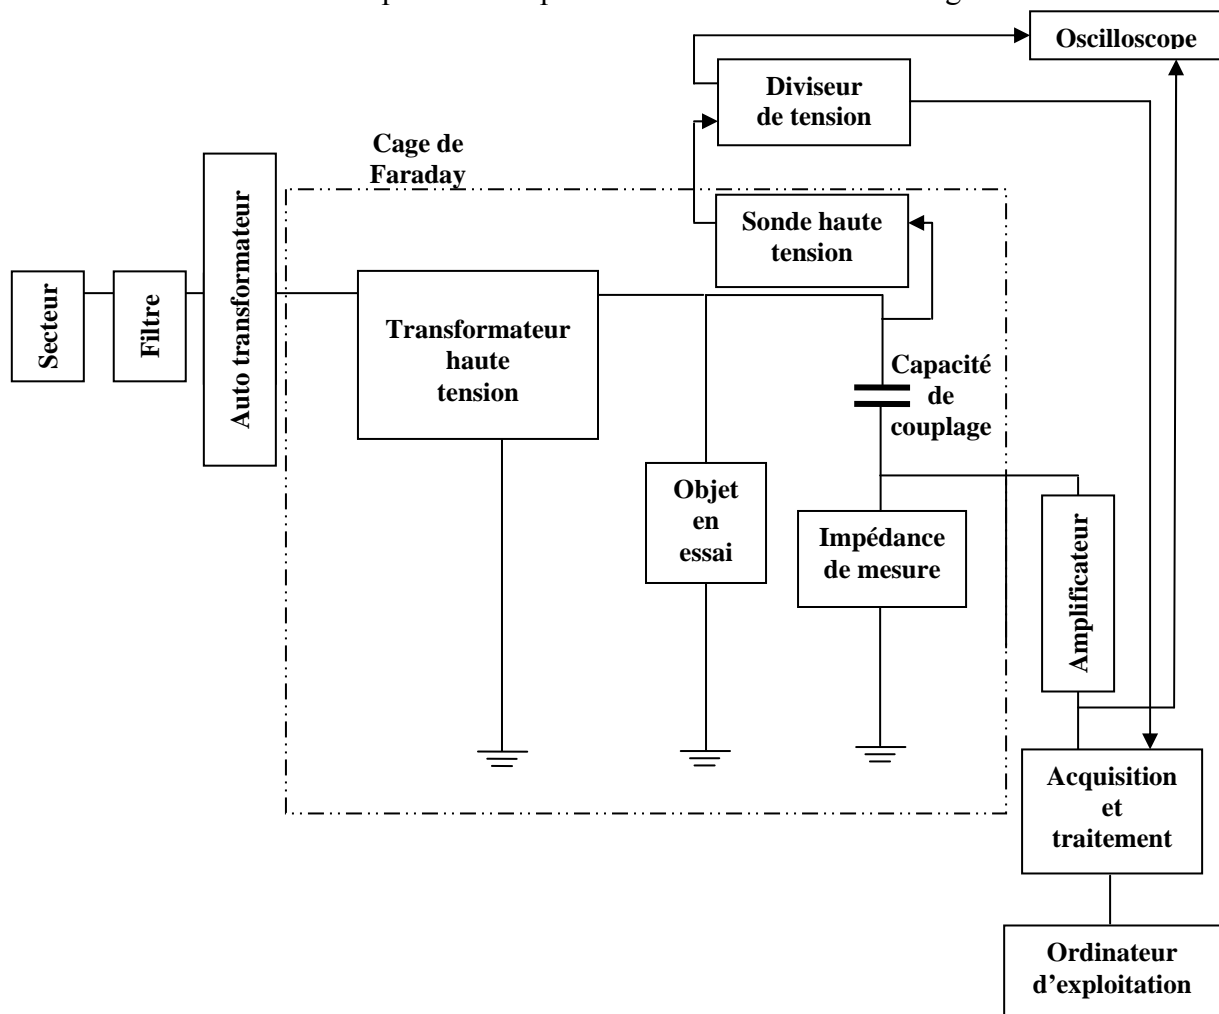 Oscilloscope
Diviseur
de tension
Cage de
Faraday
Sonde haute
tension
Secteur
Filtre
Auto transformateur
Transformateur
haute
tension
Capacité
de
couplage
Objet
en
essai
Impédance
de mesure
Amplificateur
Acquisition
et
traitement
Ordinateur
d’exploitation